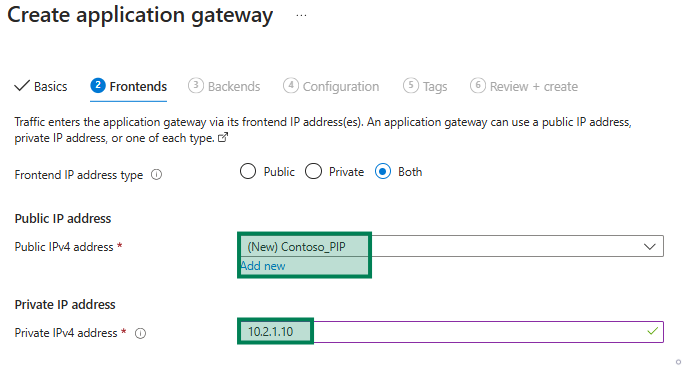 Create application gateway ...
Basics 2 Frontends 3 Backends 4 Configuration 5 Tags 6 Review + create
Traffic enters the application gateway via its frontend IP address(es). An application gateway can use a public IP address,
private IP address, or one of each type.
Frontend IP address type Public Private Both
Public IP address
Public IPv4 address * (New) Contoso_PIP
Add new
Private IP address
Private IPv4 address * 10.2.1.10